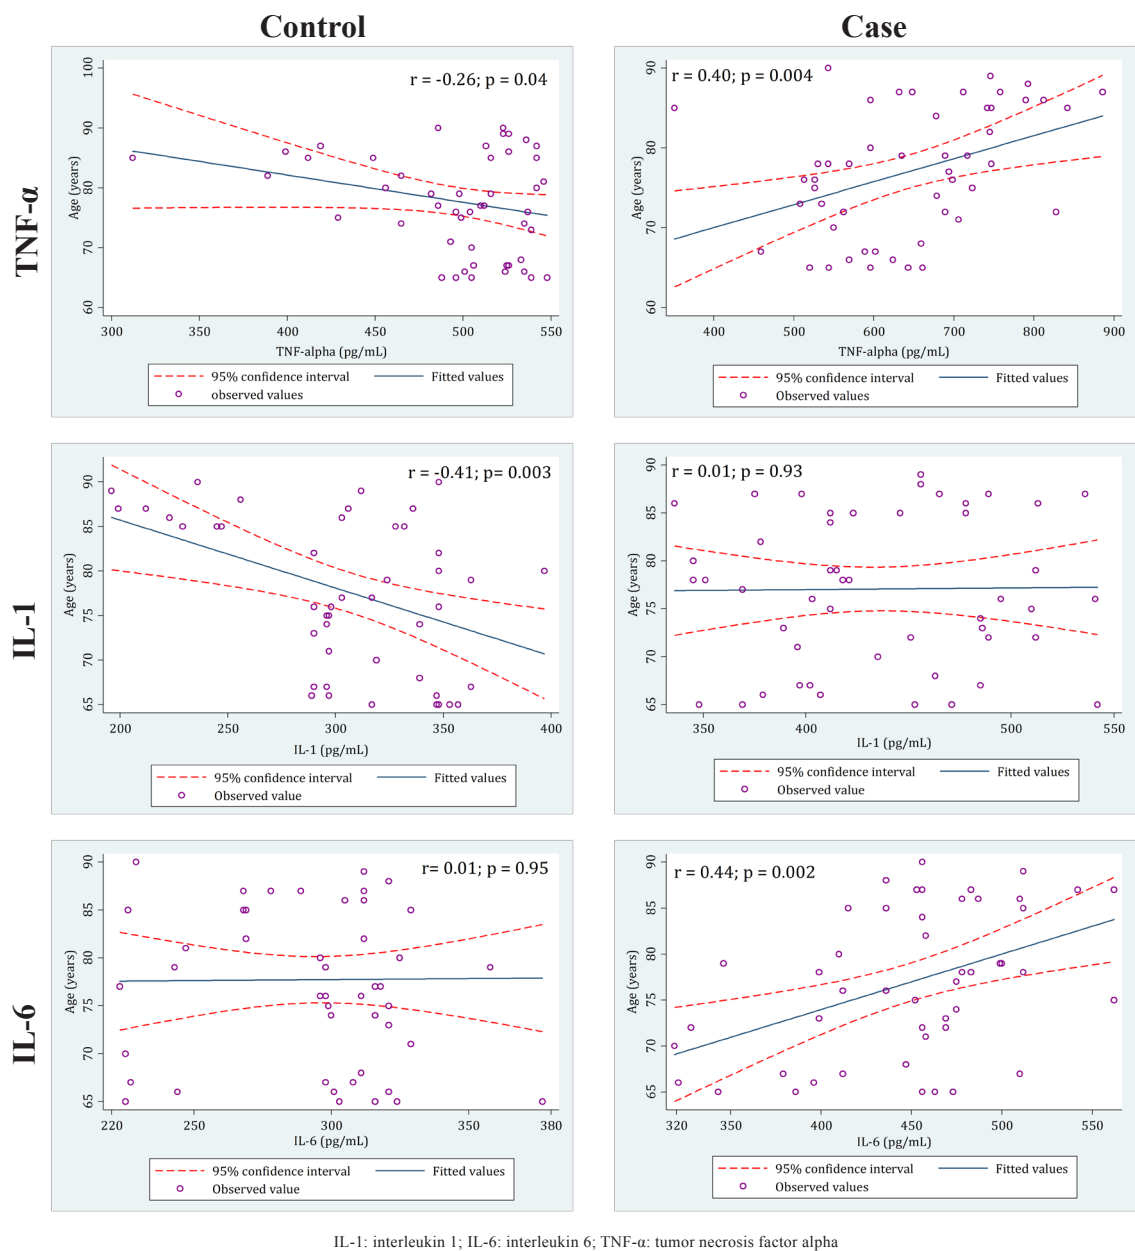 Control
Case
TNF-α
r = -0.26; p = 0.04
Age (years)
100
90
80
70
60
300 350 400 450 500 550
TNF-alpha (pg/mL)
95% confidence interval Fitted values
observed values
r = 0.40; p = 0.004
Age (years)
90
80
70
60
400 500 600 700 800 900
TNF-alpha (pg/mL)
95% confidence interval Fitted values
Observed values
IL-1
r = -0.41; p= 0.003
Age (years)
90
85
80
75
70
65
200 250 300 350 400
IL-1 (pg/mL)
95% confidence interval Fitted values
Observed value
r = 0.01; p = 0.93
Age (years)
90
85
80
75
70
65
350 400 450 500 550
IL-1 (pg/mL)
95% confidence interval Fitted values
Observed value
IL-6
r= 0.01; p = 0.95
Age (years)
90
85
80
75
70
65
220 250 300 350 380
IL-6 (pg/mL)
95% confidence interval Fitted values
Observed value
r = 0.44; p = 0.002
Age (years)
90
85
80
75
70
65
320 350 400 450 500 550
IL-6 (pg/mL)
95% confidence interval Fitted values
Observed values
IL-1: interleukin 1; IL-6: interleukin 6; TNF-α: tumor necrosis factor alpha